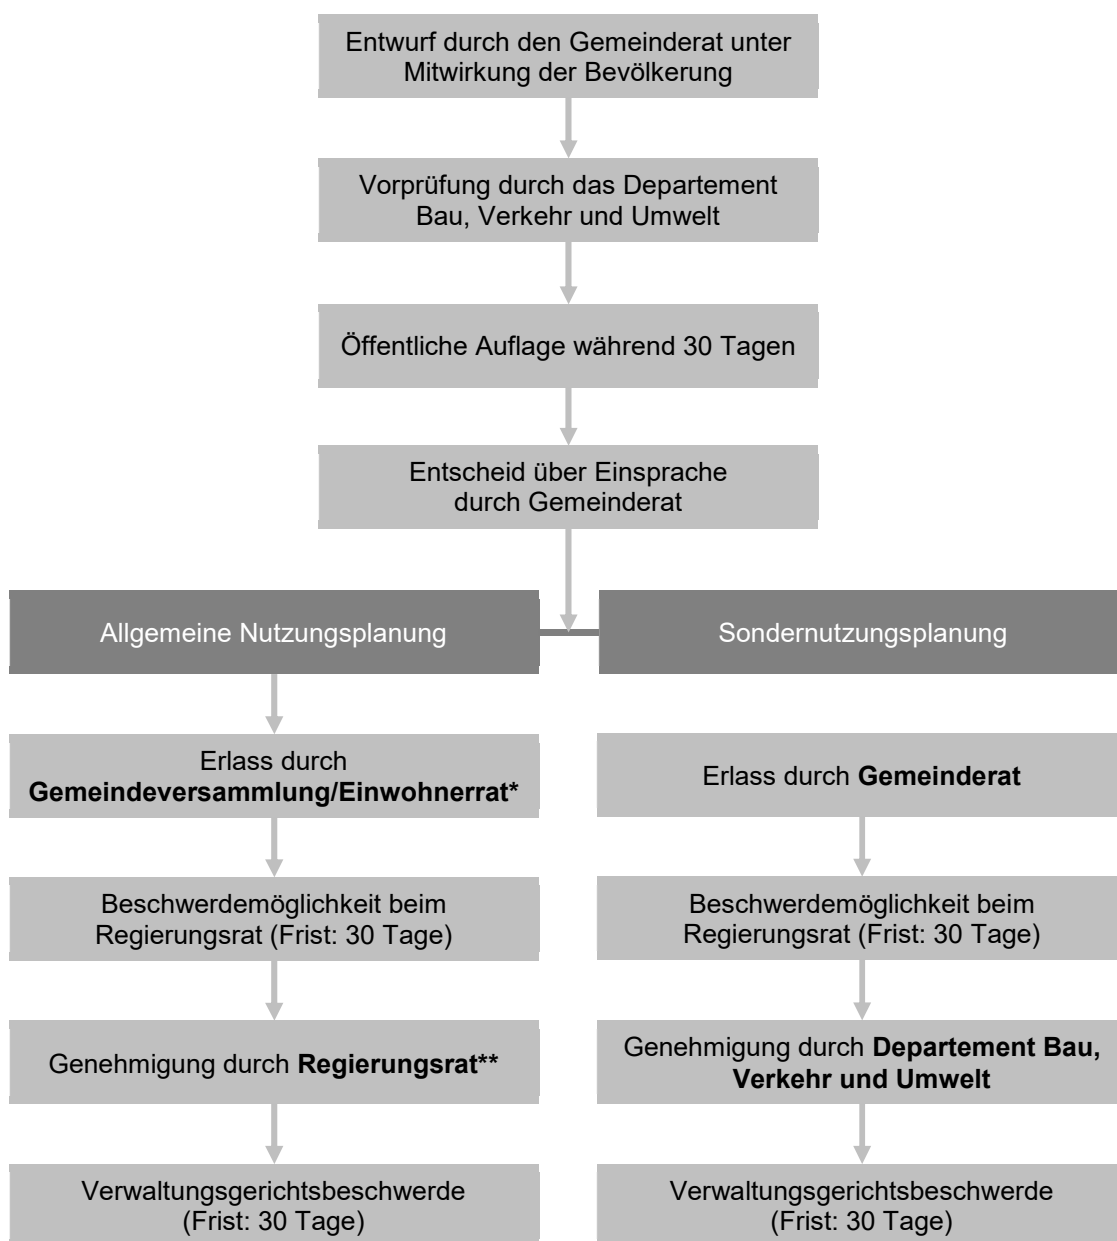 Entwurf durch den Gemeinderat unter
Mitwirkung der Bevölkerung
Vorprüfung durch das Departement
Bau, Verkehr und Umwelt
Öffentliche Auflage während 30 Tagen
Entscheid über Einsprache
durch Gemeinderat
Allgemeine Nutzungsplanung
Erlass durch
Gemeindeversammlung/Einwohnerrat*
Beschwerdemöglichkeit beim
Regierungsrat (Frist: 30 Tage)
Genehmigung durch Regierungsrat**
Verwaltungsgerichtsbeschwerde
(Frist: 30 Tage)
Sondernutzungsplanung
Erlass durch Gemeinderat
Beschwerdemöglichkeit beim
Regierungsrat (Frist: 30 Tage)
Genehmigung durch Departement Bau,
Verkehr und Umwelt
Verwaltungsgerichtsbeschwerde
(Frist: 30 Tage)